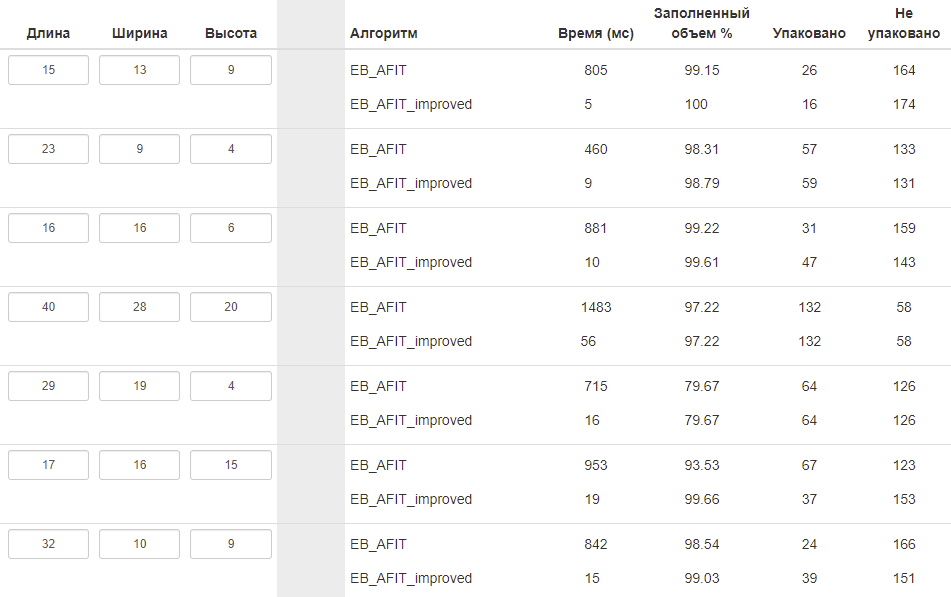 Длина Ширина Высота Алгоритм Время (мс) Заполненный объем % Упаковано Не упаковано
15 13 9 EB_AFIT 805 99.15 26 164
EB_AFIT_improved 5 100 16 174
23 9 4 EB_AFIT 460 98.31 57 133
EB_AFIT_improved 9 98.79 59 131
16 16 6 EB_AFIT 881 99.22 31 159
EB_AFIT_improved 10 99.61 47 143
40 28 20 EB_AFIT 1483 97.22 132 58
EB_AFIT_improved 56 97.22 132 58
29 19 4 EB_AFIT 715 79.67 64 126
EB_AFIT_improved 16 79.67 64 126
17 16 15 EB_AFIT 953 93.53 67 123
EB_AFIT_improved 19 99.66 37 153
32 10 9 EB_AFIT 842 98.54 24 166
EB_AFIT_improved 15 99.03 39 151